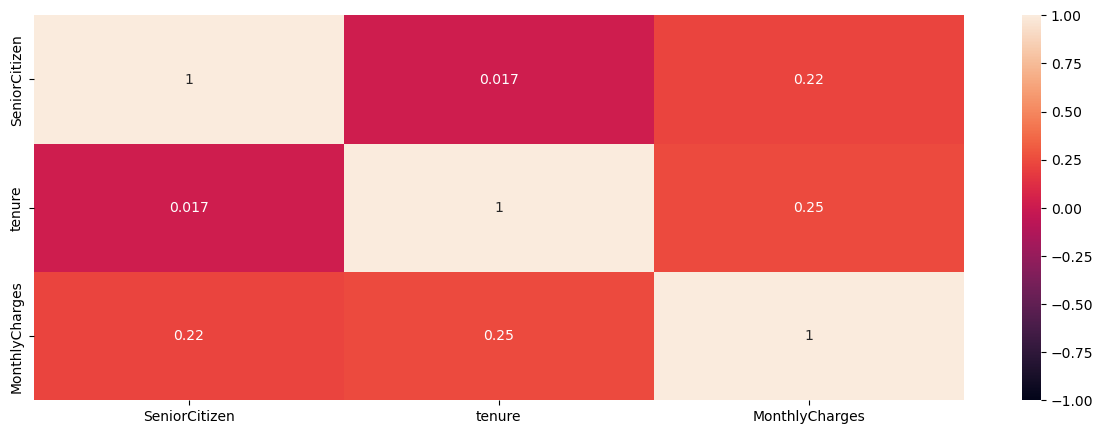 SeniorCitizen 1 0.017 0.22
tenure 0.017 1 0.25
MonthlyCharges 0.22 0.25 1
SeniorCitizen tenure MonthlyCharges
1.00
0.75
0.50
0.25
0.00
−0.25
−0.50
−0.75
−1.00